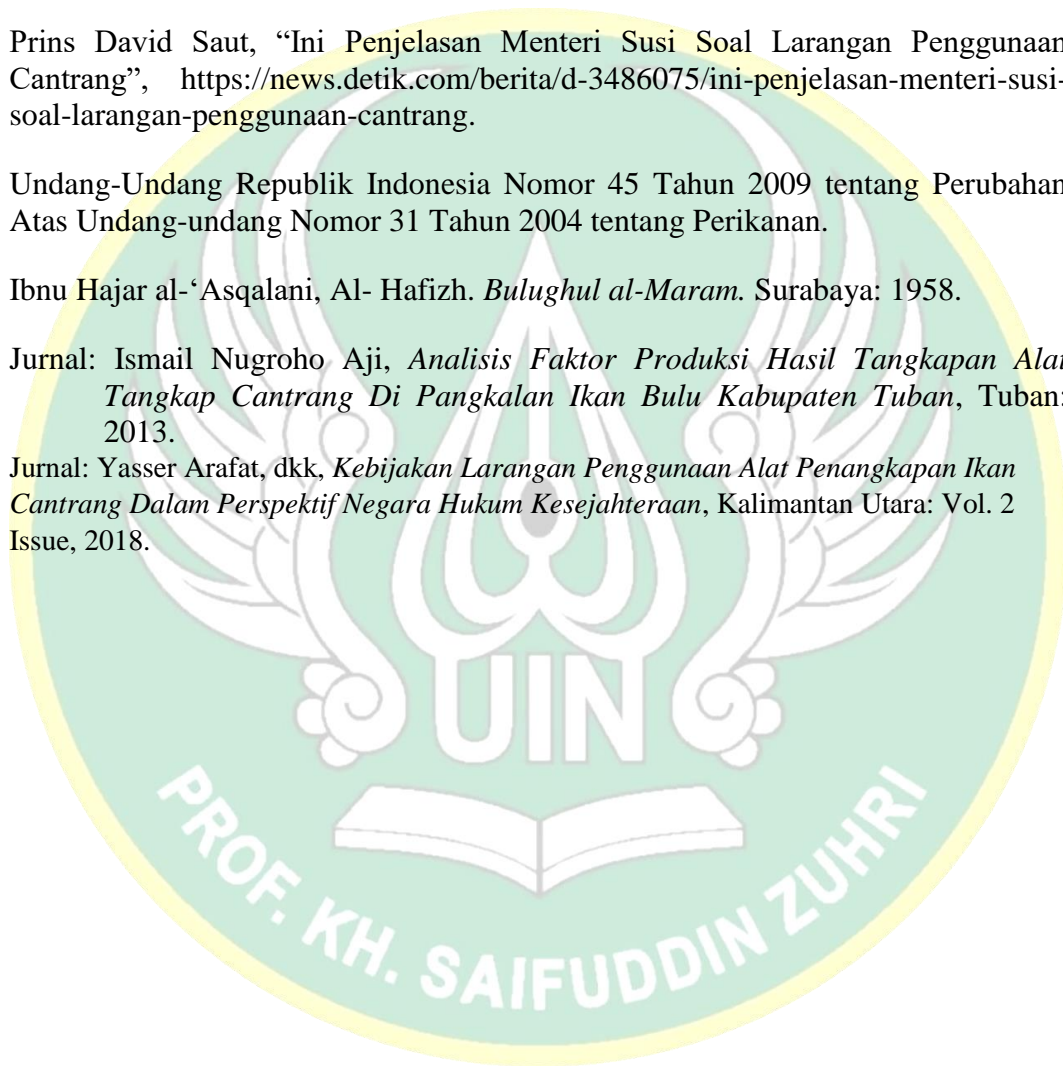 Prins David Saut, “Ini Penjelasan Menteri Susi Soal Larangan Penggunaan
Cantrang”, https://news.detik.com/berita/d-3486075/ini-penjelasan-menteri-susi-
soal-larangan-penggunaan-cantrang.
Undang-Undang Republik Indonesia Nomor 45 Tahun 2009 tentang Perubahan
Atas Undang-undang Nomor 31 Tahun 2004 tentang Perikanan.
Ibnu Hajar al-‘Asqalani, Al- Hafizh. Bulughul al-Maram. Surabaya: 1958.
Jurnal: Ismail Nugroho Aji, Analisis Faktor Produksi Hasil Tangkapan Alat
Tangkap Cantrang Di Pangkalan Ikan Bulu Kabupaten Tuban, Tuban:
2013.
Jurnal: Yasser Arafat, dkk, Kebijakan Larangan Penggunaan Alat Penangkapan Ikan
Cantrang Dalam Perspektif Negara Hukum Kesejahteraan, Kalimantan Utara: Vol. 2
Issue, 2018.
UIN
PROF. KH. SAIFUDDIN ZUHRI